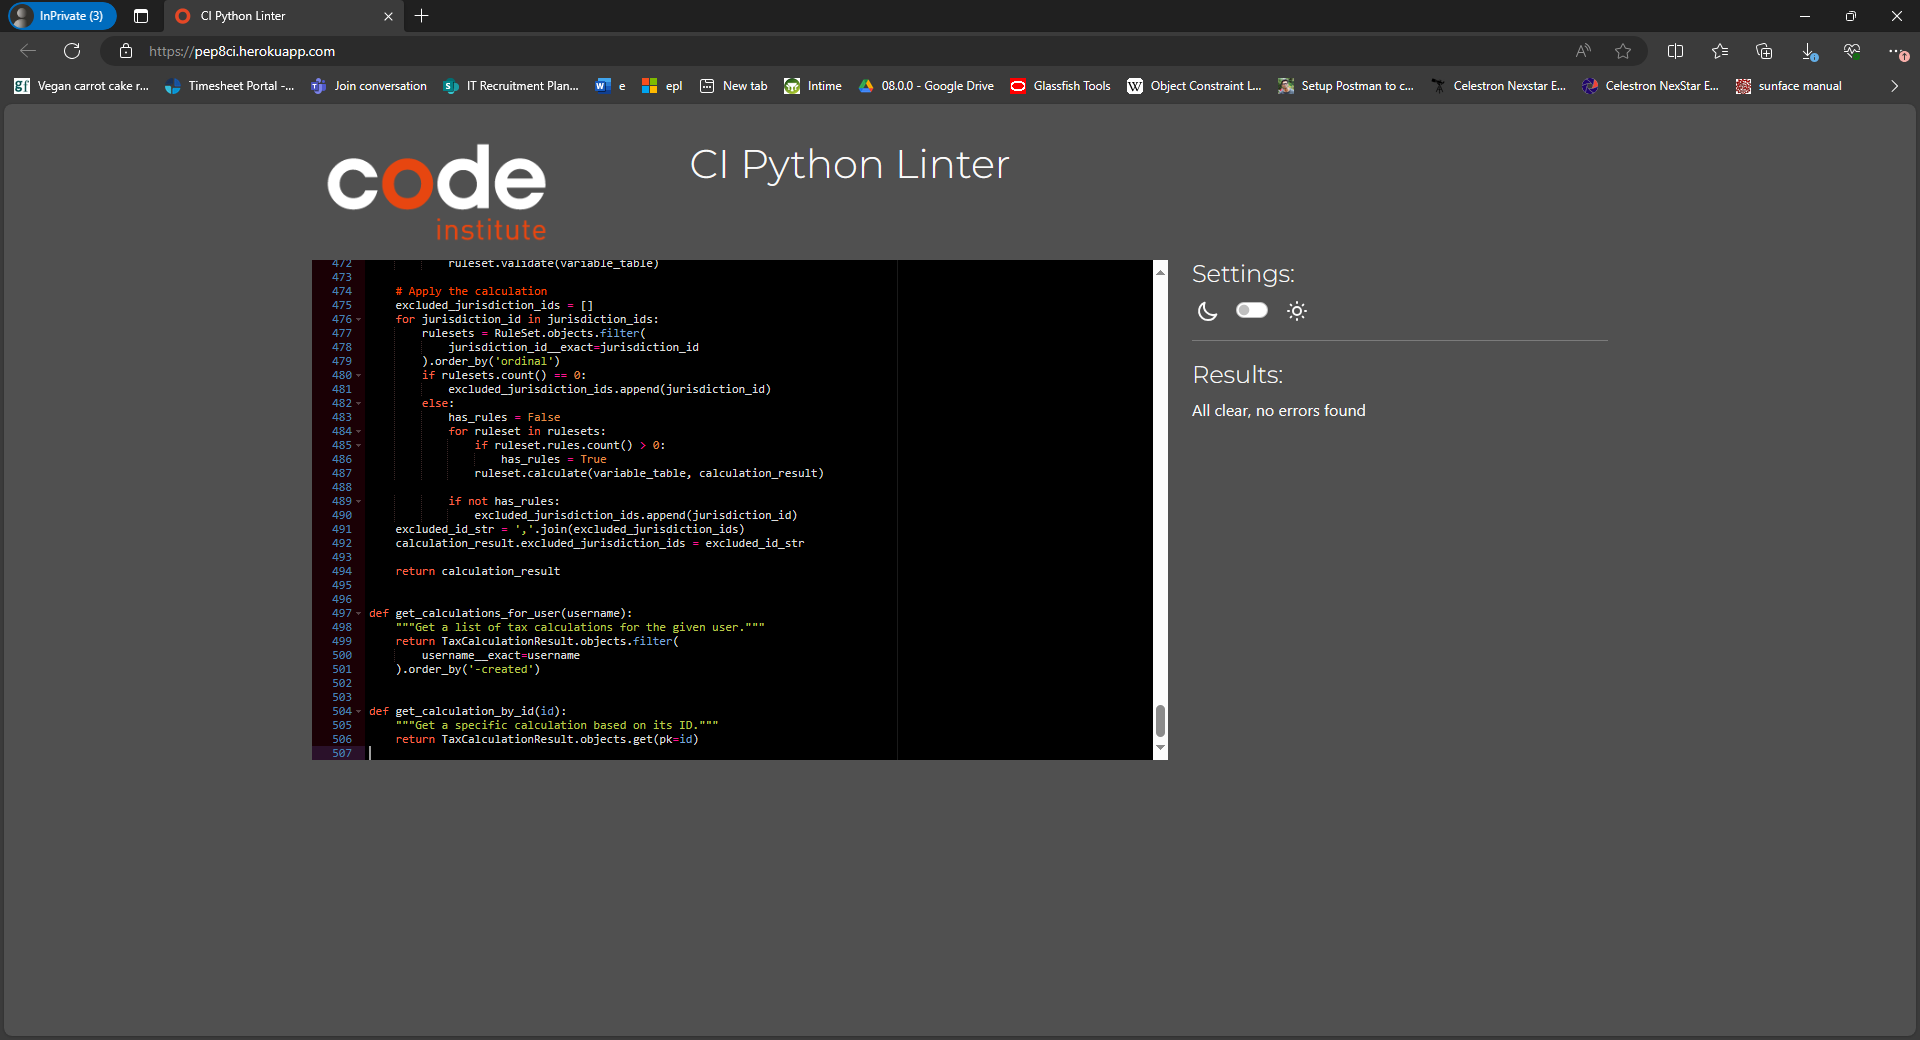 InPrivate (3)
CI Python Linter
https://pep8ci.herokuapp.com
gf Vegan carrot cake r... Timesheet Portal -... Join conversation IT Recruitment Plan... e epl New tab Intime 08.0.0 - Google Drive Glassfish Tools W Object Constraint L... Setup Postman to c... Celestron Nexstar E... Celestron NexStar E... sunface manual
code
institute
CI Python Linter
472 ruleset.validate(variable_table)
473
474 # Apply the calculation
475 excluded_jurisdiction_ids = []
476 for jurisdiction_id in jurisdiction_ids:
477 rulesets = RuleSet.objects.filter(
478 jurisdiction_id__exact=jurisdiction_id
479 ).order_by('ordinal')
480 if rulesets.count() == 0:
481 excluded_jurisdiction_ids.append(jurisdiction_id)
482 else:
483 has_rules = False
484 for ruleset in rulesets:
485 if ruleset.rules.count() > 0:
486 has_rules = True
487 ruleset.calculate(variable_table, calculation_result)
488
489 if not has_rules:
490 excluded_jurisdiction_ids.append(jurisdiction_id)
491 excluded_id_str = ','.join(excluded_jurisdiction_ids)
492 calculation_result.excluded_jurisdiction_ids = excluded_id_str
493
494 return calculation_result
495
496
497 def get_calculations_for_user(username):
498 """Get a list of tax calculations for the given user."""
499 return TaxCalculationResult.objects.filter(
500 username__exact=username
501 ).order_by('-created')
502
503
504 def get_calculation_by_id(id):
505 """Get a specific calculation based on its ID."""
506 return TaxCalculationResult.objects.get(pk=id)
507
Settings:
Results:
All clear, no errors found